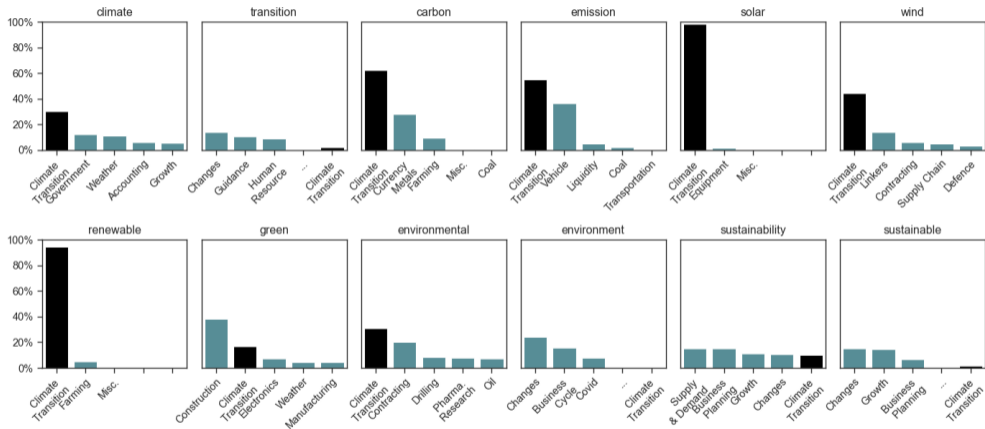 climate transition carbon emission solar wind
100%
80%
60%
40%
20%
0%
Climate Transition
Government
Weather
Accounting
Growth
Changes
Guidance
Human Resource
...
Climate Transition
Climate Transition
Currency Metals
Farming
Misc.
Coal
Climate Transition
Vehicle
Liquidity
Coal
Transportation
Climate Transition
Equipment
Misc.
Climate Transition
Linkers
Contracting
Supply Chain
Defence
renewable green environmental environment sustainability sustainable
100%
80%
60%
40%
20%
0%
Climate Transition
Farming
Misc.
Construction
Climate Transition
Electronics
Weather
Manufacturing
Climate Transition
Contracting
Drilling
Pharma. Research
Oil
Changes
Business Cycle
Covid
...
Climate Transition
Supply & Demand
Business Planning
Growth
Changes
Climate Transition
Changes
Growth
Business Planning
...
Climate Transition